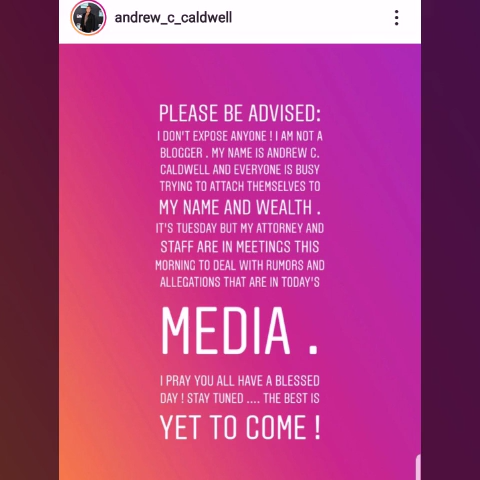 andrew_c_caldwell
PLEASE BE ADVISED:
I DON'T EXPOSE ANYONE ! I AM NOT A
BLOGGER . MY NAME IS ANDREW C.
CALDWELL AND EVERYONE IS BUSY
TRYING TO ATTACH THEMSELVES TO
MY NAME AND WEALTH .
IT'S TUESDAY BUT MY ATTORNEY AND
STAFF ARE IN MEETINGS THIS
MORNING TO DEAL WITH RUMORS AND
ALLEGATIONS THAT ARE IN TODAY'S
MEDIA .
I PRAY YOU ALL HAVE A BLESSED
DAY ! STAY TUNED .... THE BEST IS
YET TO COME !